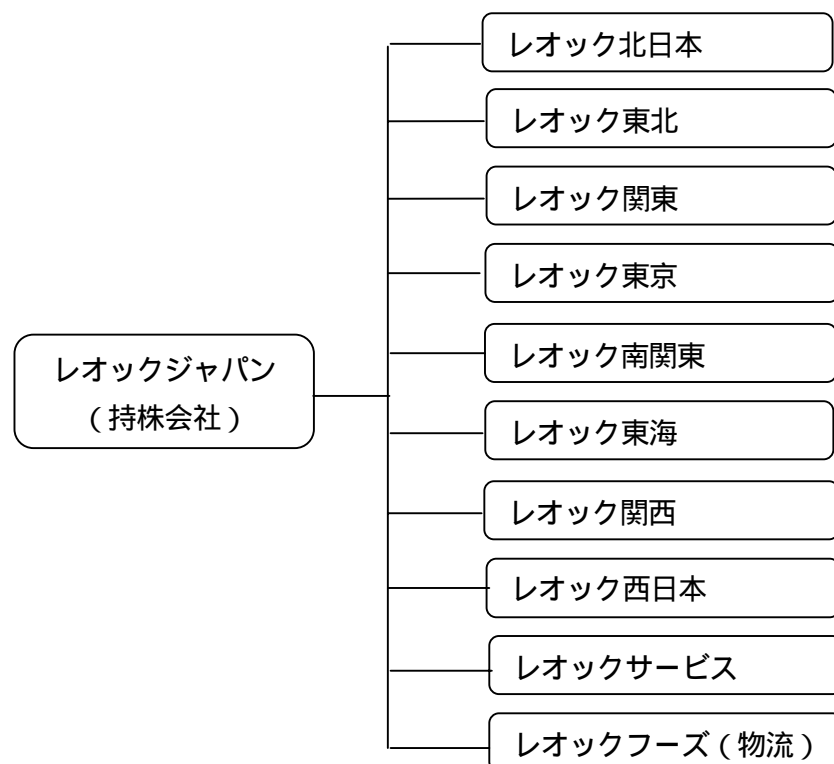 レオック北日本
レオック東北
レオック関東
レオック東京
レオックジャパン
（持株会社）
レオック南関東
レオック東海
レオック関西
レオック西日本
レオックサービス
レオックフーズ（物流）